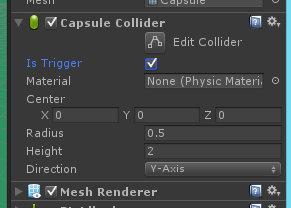 Capsule
Capsule Collider
Edit Collider
Is Trigger
Material None (Physic Materi
Center
X 0 Y 0 Z 0
Radius 0.5
Height 2
Direction Y-Axis
Mesh Renderer